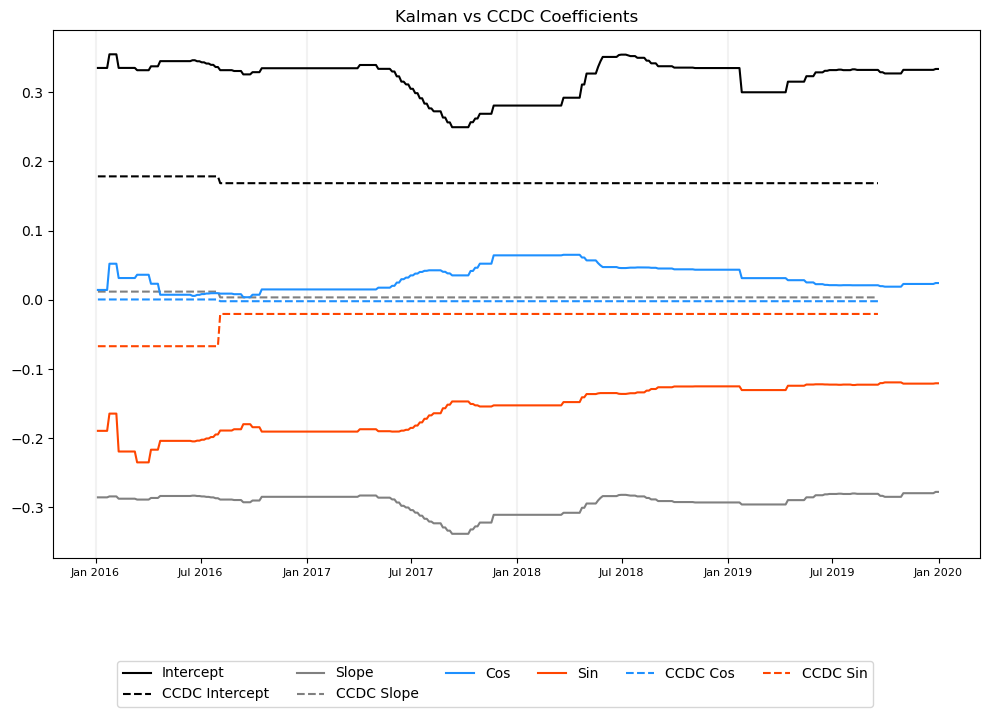 Kalman vs CCDC Coefficients
0.3
0.2
0.1
0.0
−0.1
−0.2
−0.3
Jan 2016 Jul 2016 Jan 2017 Jul 2017 Jan 2018 Jul 2018 Jan 2019 Jul 2019 Jan 2020
Intercept Slope Cos Sin CCDC Cos CCDC Sin
CCDC Intercept CCDC Slope